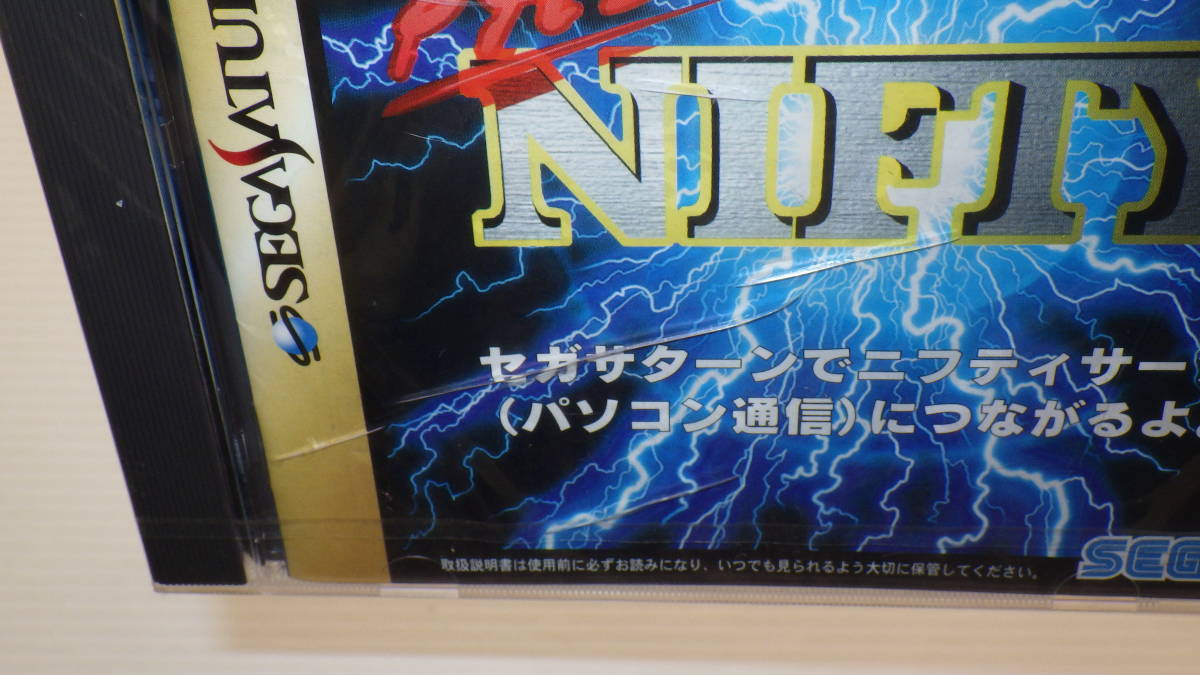 SEGA SATURN
NIFT
セガサターンでニフティサー
(パソコン通信)につながるよ。
取扱説明書は使用前に必ずお読みになり、いつでも見られるよう大切に保管してください。
SEGA